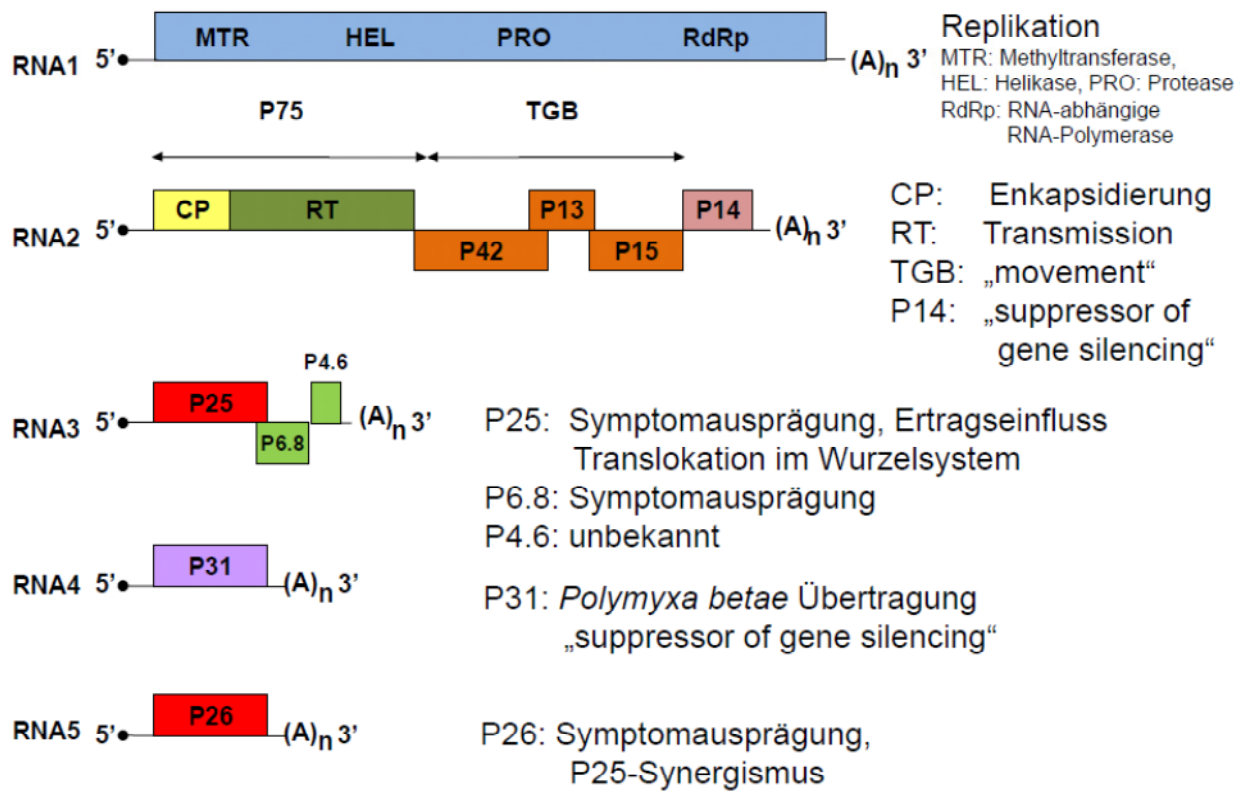 MTR HEL PRO RdRp
RNA1 5’ (A)n 3’
Replikation
MTR: Methyltransferase,
HEL: Helikase, PRO: Protease
RdRp: RNA-abhängige
RNA-Polymerase
P75 TGB
CP RT P13 P14
RNA2 5’ (A)n 3’
P42 P15
CP: Enkapsidierung
RT: Transmission
TGB: „movement“
P14: „suppressor of
gene silencing“
P4.6
P25
RNA3 5’ (A)n 3’
P6.8
P25: Symptomausprägung, Ertragseinfluss
Translokation im Wurzelsystem
P6.8: Symptomausprägung
P4.6: unbekannt
P31
RNA4 5’ (A)n 3’
P31: Polymyxa betae Übertragung
„suppressor of gene silencing“
P26
RNA5 5’ (A)n 3’
P26: Symptomausprägung,
P25-Synergismus